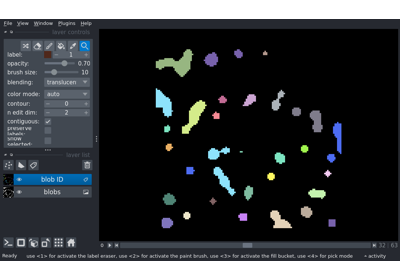 File View Plugins Window Help
layer controls
label: 1
opacity: 0.70
brush size: 10
blending: translucen
color mode: auto
contour: 0
n edit dim: 2
contiguous:
preserve labels:
show selected:
layer list
blob ID
blobs
32 / 63
Ready use <1> for activate the label eraser, use <2> for activate the paint brush, use <3> for activate the fill bucket, use <4> for pick mode activity